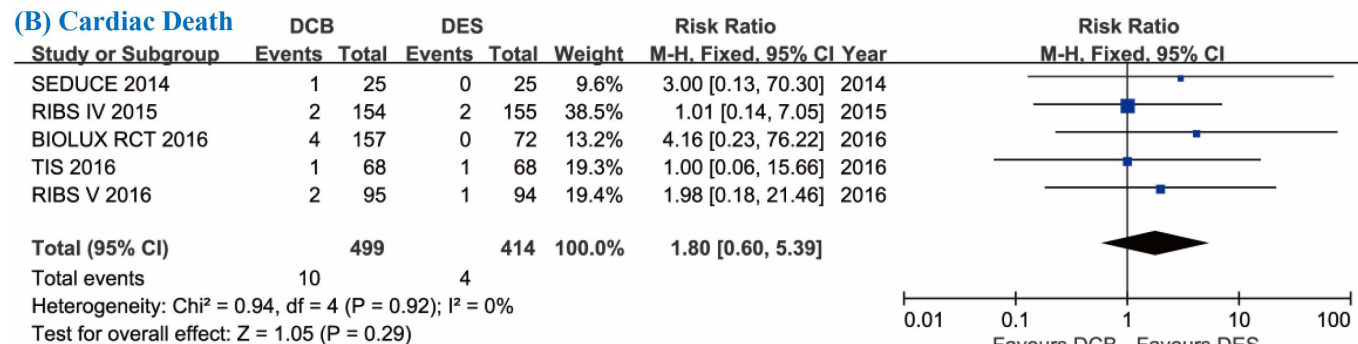 (B) Cardiac Death
DCB DES Risk Ratio Risk Ratio
Study or Subgroup Events Total Events Total Weight M-H, Fixed, 95% CI Year M-H, Fixed, 95% CI
SEDUCE 2014 1 25 0 25 9.6% 3.00 [0.13, 70.30] 2014
RIBS IV 2015 2 154 2 155 38.5% 1.01 [0.14, 7.05] 2015
BIOLUX RCT 2016 4 157 0 72 13.2% 4.16 [0.23, 76.22] 2016
TIS 2016 1 68 1 68 19.3% 1.00 [0.06, 15.66] 2016
RIBS V 2016 2 95 1 94 19.4% 1.98 [0.18, 21.46] 2016
Total (95% CI) 499 414 100.0% 1.80 [0.60, 5.39]
Total events 10 4
Heterogeneity: Chi² = 0.94, df = 4 (P = 0.92); I² = 0%
Test for overall effect: Z = 1.05 (P = 0.29)
0.01 0.1 1 10 100
Favours DCB Favours DES